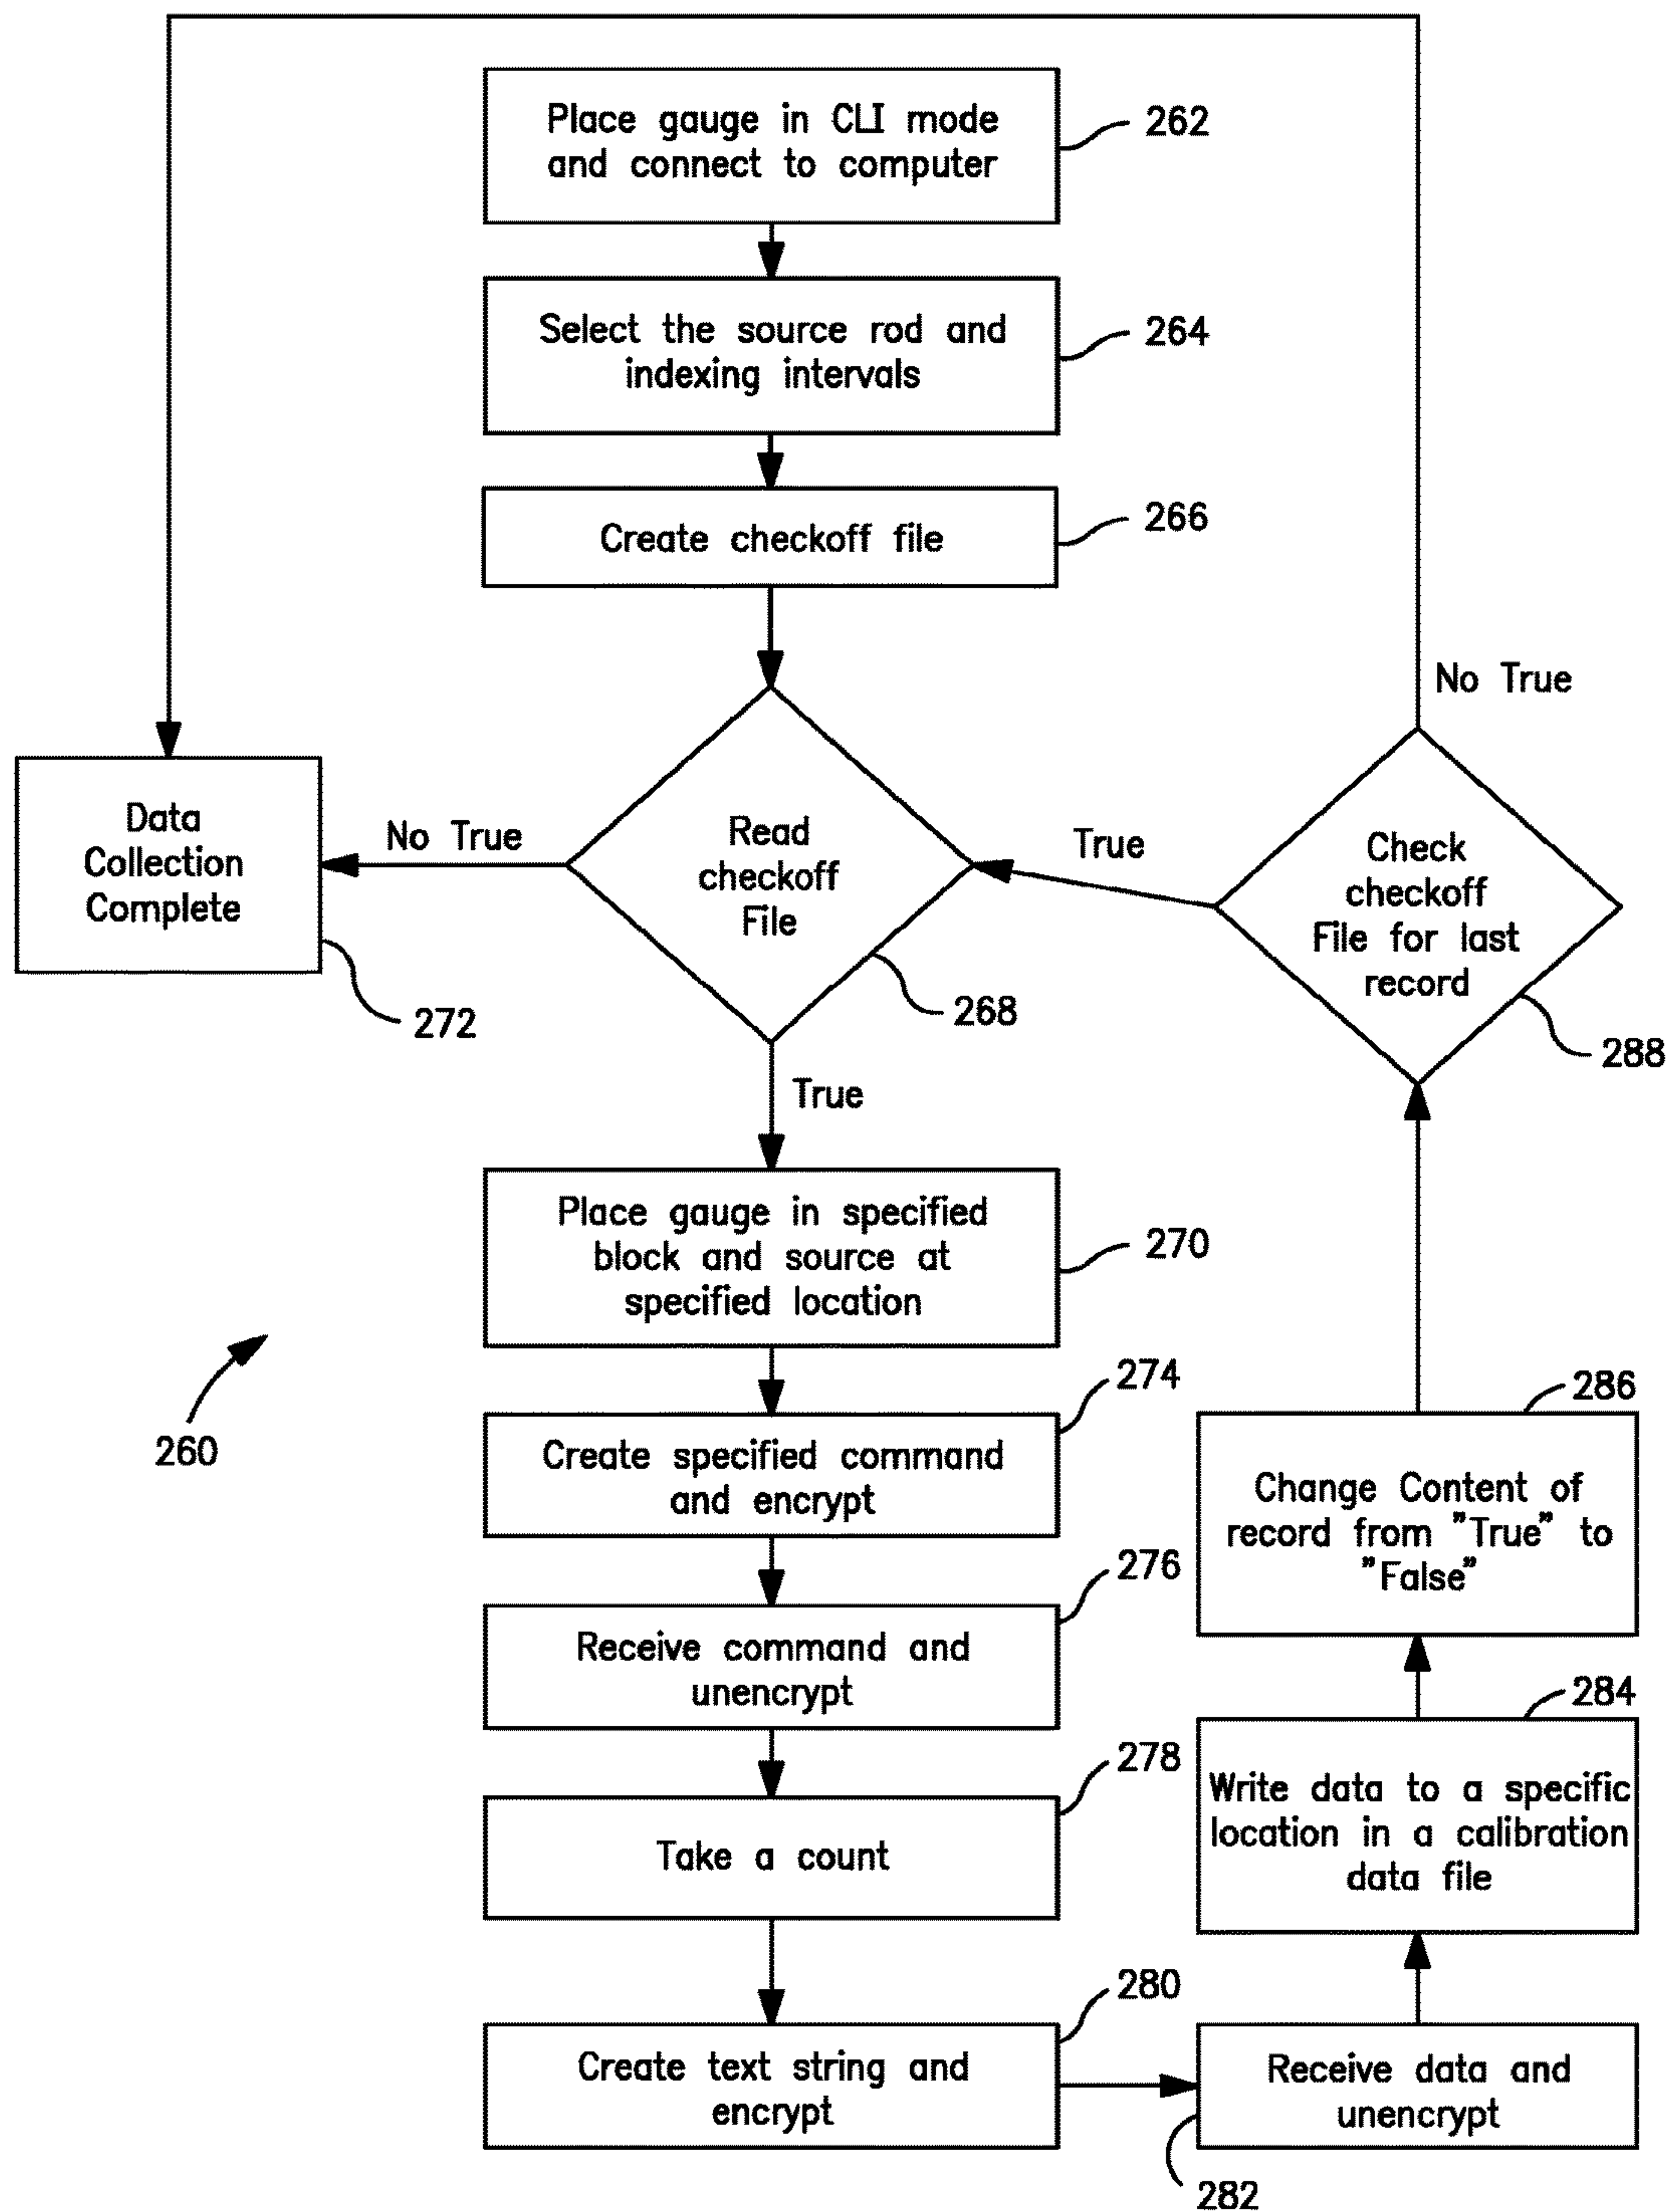 Place gauge in CLI mode
and connect to computer
262
Select the source rod and
indexing intervals
264
Create checkoff file
266
No True
Data
Collection
Complete
272
No True
Read
checkoff
File
268
True
Check
checkoff
File for last
record
288
True
Place gauge in specified
block and source at
specified location
270
260
Create specified command
and encrypt
274
Receive command and
unencrypt
276
Take a count
278
Create text string and
encrypt
280
Receive data and
unencrypt
282
Write data to a specific
location in a calibration
data file
284
Change Content of
record from "True" to
"False"
286